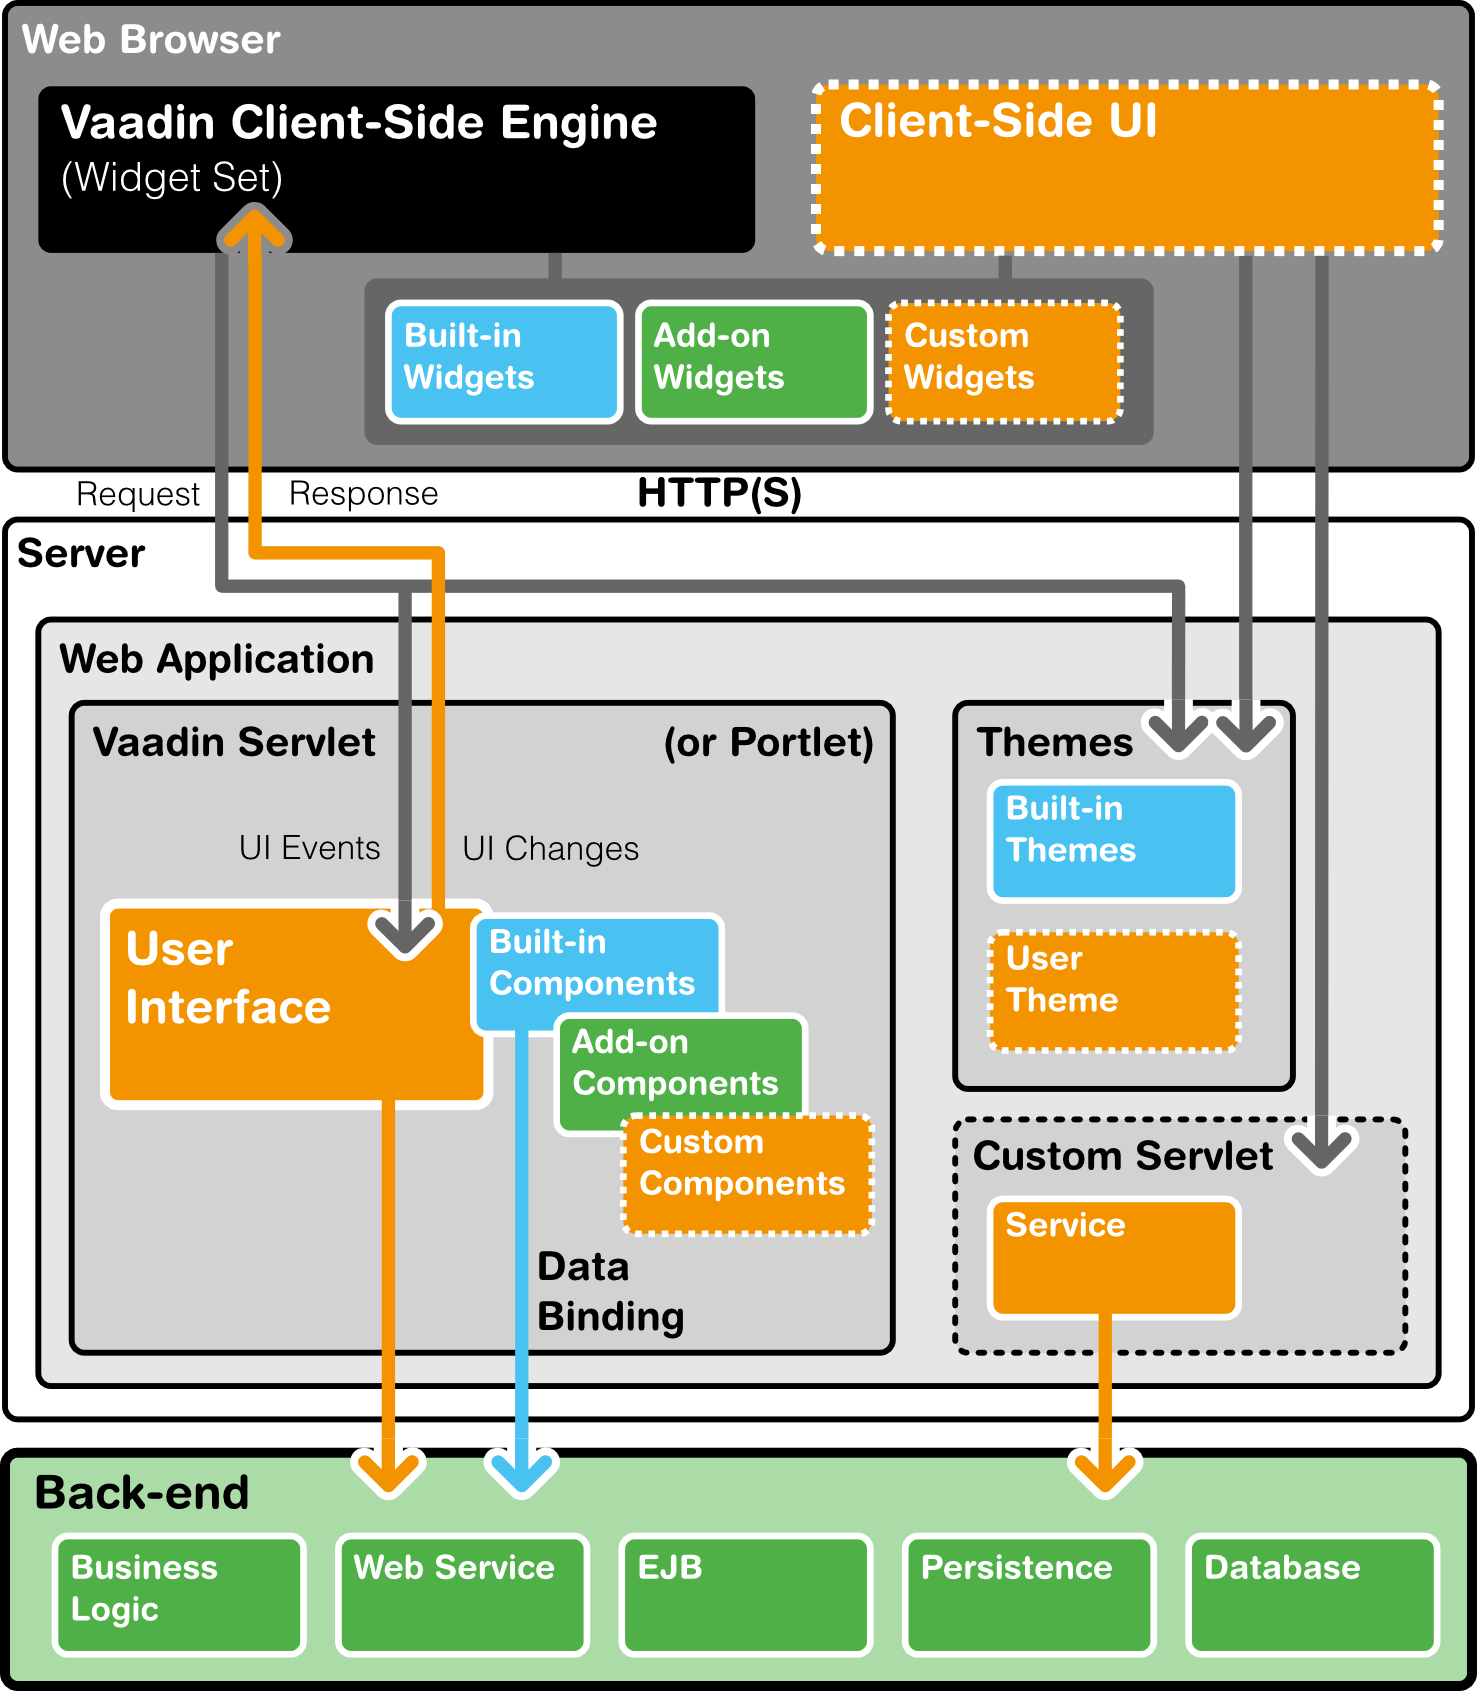 Web Browser
Vaadin Client-Side Engine
(Widget Set)
Client-Side UI
Built-in
Widgets
Add-on
Widgets
Custom
Widgets
Request
Response
HTTP(S)
Server
Web Application
Vaadin Servlet
(or Portlet)
UI Events
UI Changes
User
Interface
Built-in
Components
Add-on
Components
Custom
Components
Data
Binding
Themes
Built-in
Themes
User
Theme
Custom Servlet
Service
Back-end
Business
Logic
Web Service
EJB
Persistence
Database